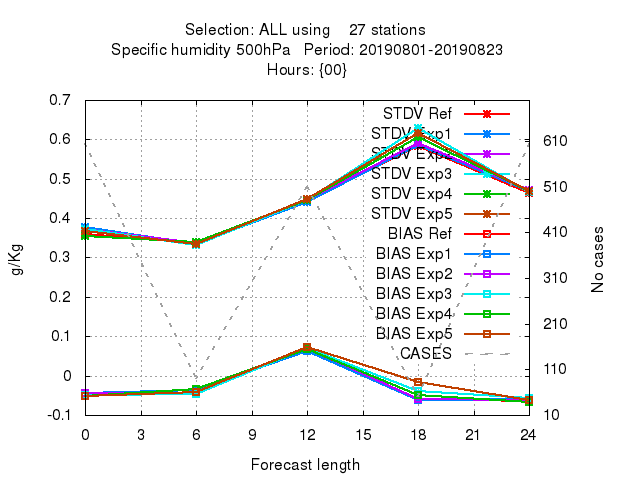 Selection: ALL using    27 stations
Specific humidity 500hPa   Period: 20190801-20190823
Hours: {00}
g/Kg
0.7
0.6
0.5
0.4
0.3
0.2
0.1
0
-0.1
STDV Ref
STDV Exp1
STDV Exp2
STDV Exp3
STDV Exp4
STDV Exp5
BIAS Ref
BIAS Exp1
BIAS Exp2
BIAS Exp3
BIAS Exp4
BIAS Exp5
CASES
610
510
410
310
210
110
10
No cases
0 3 6 9 12 15 18 21 24
Forecast length